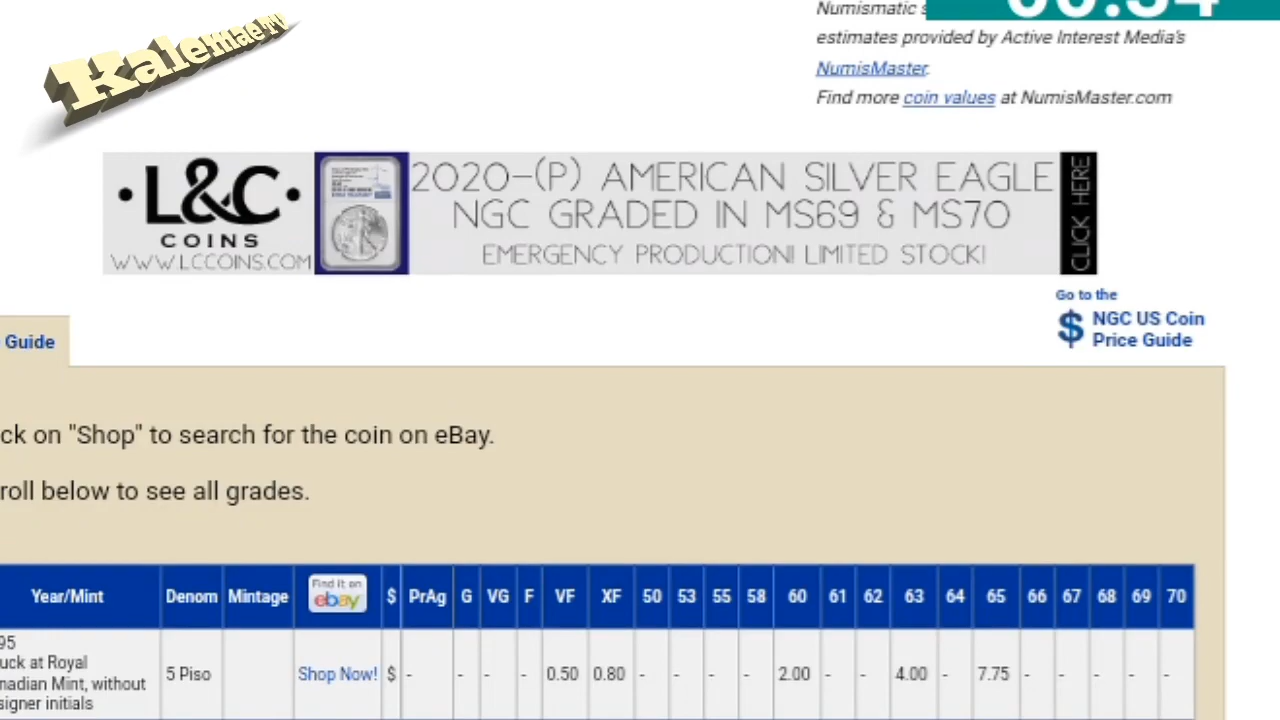 Numismatic
estimates provided by Active Interest Media's
NumisMaster.
Find more coin values at NumisMaster.com
Kalemae TV
L&C
COINS
WWW.LCCOINS.COM
2020-(P) AMERICAN SILVER EAGLE
NGC GRADED IN MS69 & MS70
EMERGENCY PRODUCTION! LIMITED STOCK!
CLICK HERE
Go to the
$ NGC US Coin
Price Guide
Guide
ck on "Shop" to search for the coin on eBay.
roll below to see all grades.
Year/Mint Denom Mintage Find it on ebay $ PrAg G VG F VF XF 50 53 55 58 60 61 62 63 64 65 66 67 68 69 70
95
uck at Royal
nadian Mint, without
signer initials
5 Piso Shop Now! $ - - - - 0.50 0.80 - - - - 2.00 - - 4.00 - 7.75 - - - - -